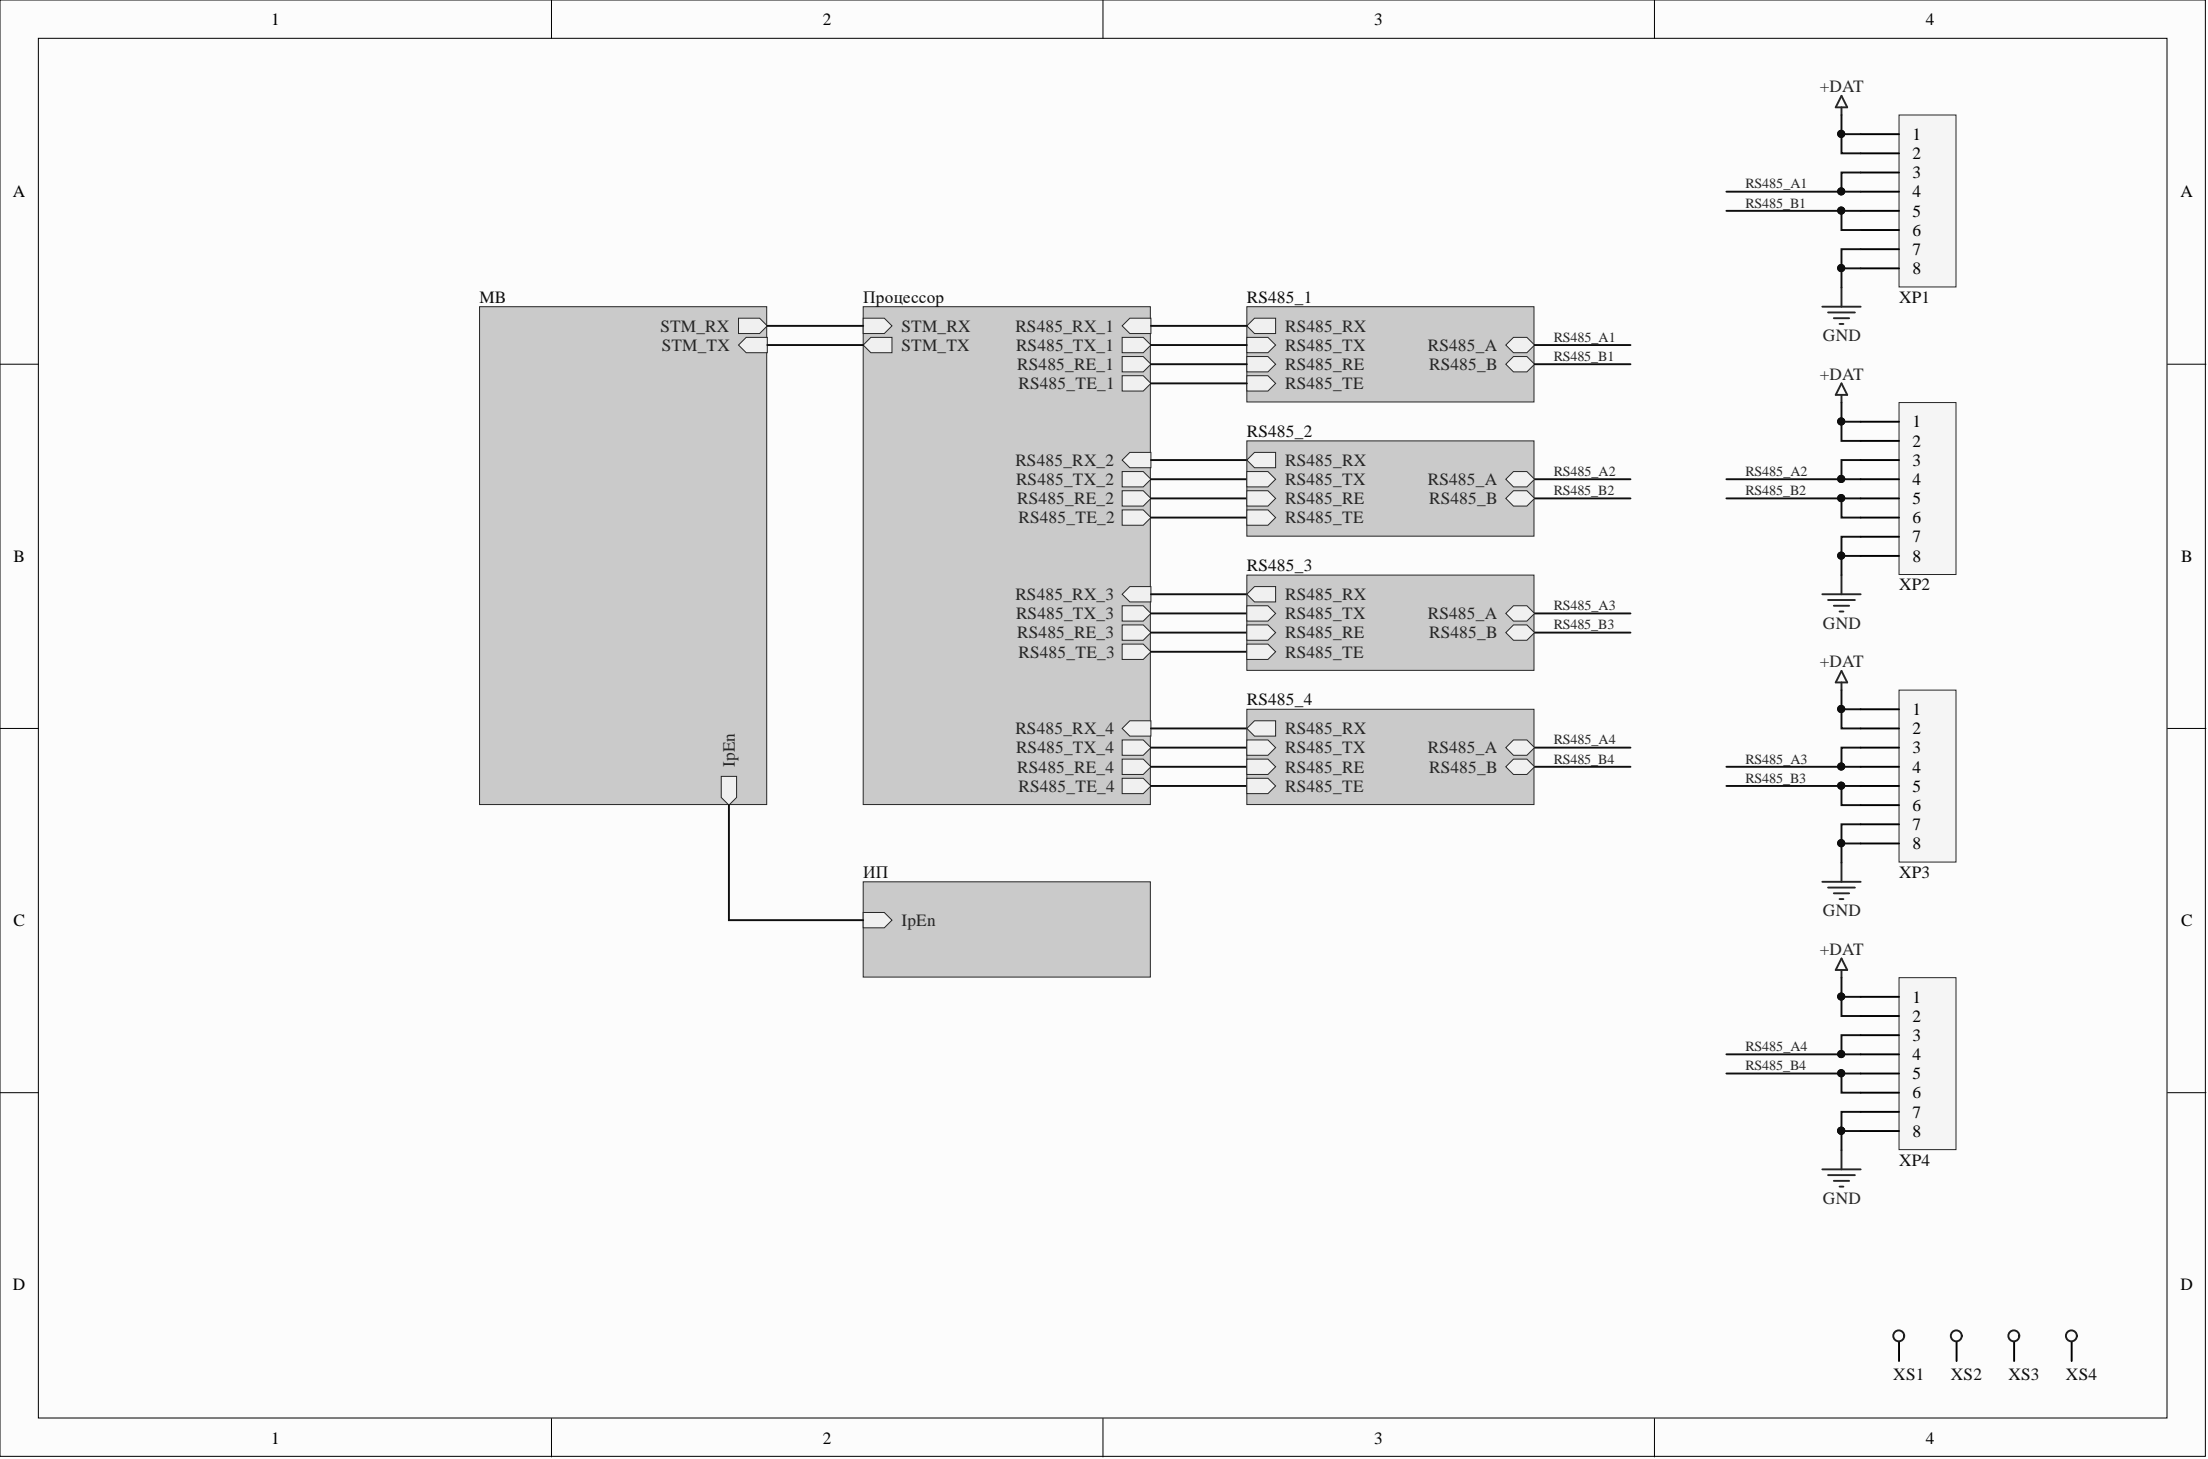 1 2 3 4
A A
B B
C C
D D
1 2 3 4
МВ
STM_RX
STM_TX
IpEn
Процессор
STM_RX
STM_TX
RS485_RX_1
RS485_TX_1
RS485_RE_1
RS485_TE_1
RS485_RX_2
RS485_TX_2
RS485_RE_2
RS485_TE_2
RS485_RX_3
RS485_TX_3
RS485_RE_3
RS485_TE_3
RS485_RX_4
RS485_TX_4
RS485_RE_4
RS485_TE_4
ИП
IpEn
RS485_1
RS485_RX
RS485_TX
RS485_RE
RS485_TE
RS485_A
RS485_B
RS485_A1
RS485_B1
RS485_2
RS485_RX
RS485_TX
RS485_RE
RS485_TE
RS485_A
RS485_B
RS485_A2
RS485_B2
RS485_3
RS485_RX
RS485_TX
RS485_RE
RS485_TE
RS485_A
RS485_B
RS485_A3
RS485_B3
RS485_4
RS485_RX
RS485_TX
RS485_RE
RS485_TE
RS485_A
RS485_B
RS485_A4
RS485_B4
+DAT
RS485_A1
RS485_B1
1
2
3
4
5
6
7
8
XP1
GND
+DAT
RS485_A2
RS485_B2
1
2
3
4
5
6
7
8
XP2
GND
+DAT
RS485_A3
RS485_B3
1
2
3
4
5
6
7
8
XP3
GND
+DAT
RS485_A4
RS485_B4
1
2
3
4
5
6
7
8
XP4
GND
XS1 XS2 XS3 XS4